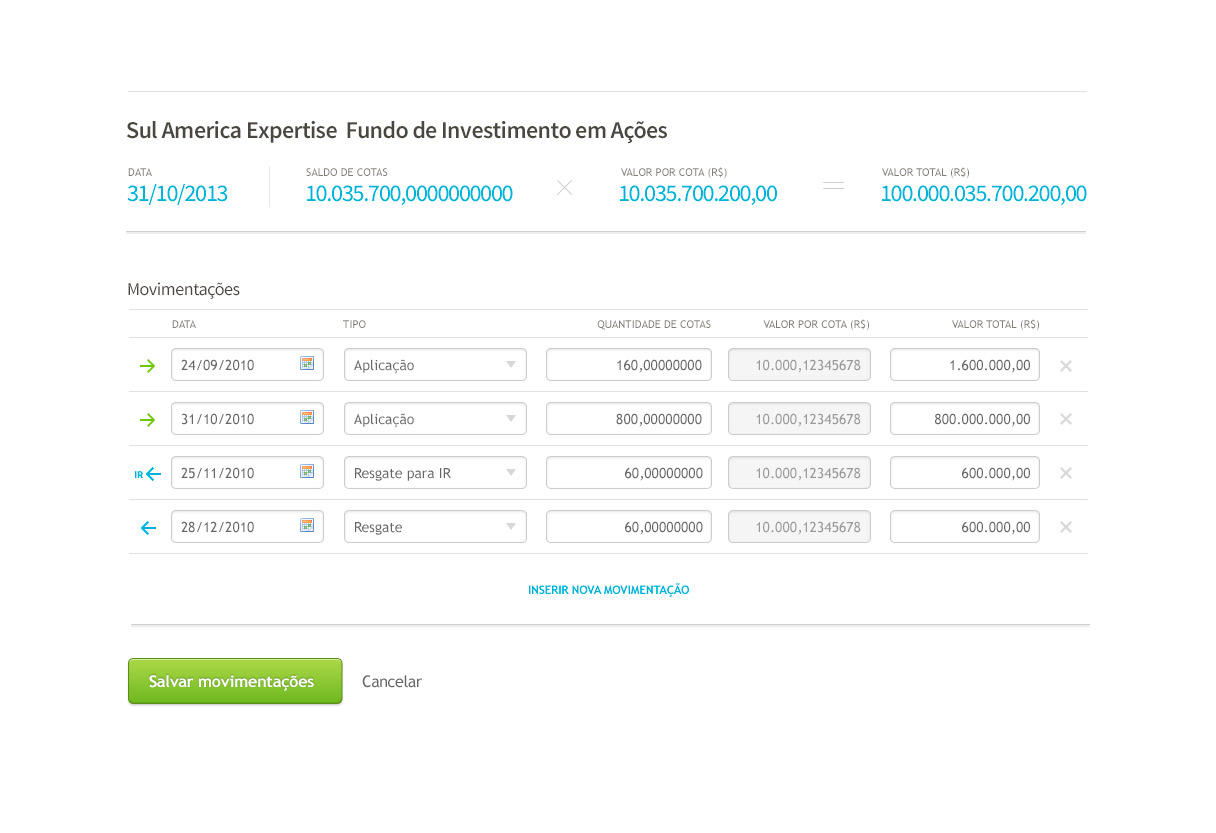 Sul America Expertise Fundo de Investimento em Ações
DATA SALDO DE COTAS VALOR POR COTA (R$) VALOR TOTAL (R$)
31/10/2013 10.035.700,0000000000 10.035.700.200,00 100.000.035.700.200,00
Movimentações
DATA TIPO QUANTIDADE DE COTAS VALOR POR COTA (R$) VALOR TOTAL (R$)
24/09/2010 Aplicação 160,00000000 10.000,12345678 1.600.000,00
31/10/2010 Aplicação 800,00000000 10.000,12345678 800.000.000,00
IR 25/11/2010 Resgate para IR 60,00000000 10.000,12345678 600.000,00
28/12/2010 Resgate 60,00000000 10.000,12345678 600.000,00
INSERIR NOVA MOVIMENTAÇÃO
Salvar movimentações Cancelar